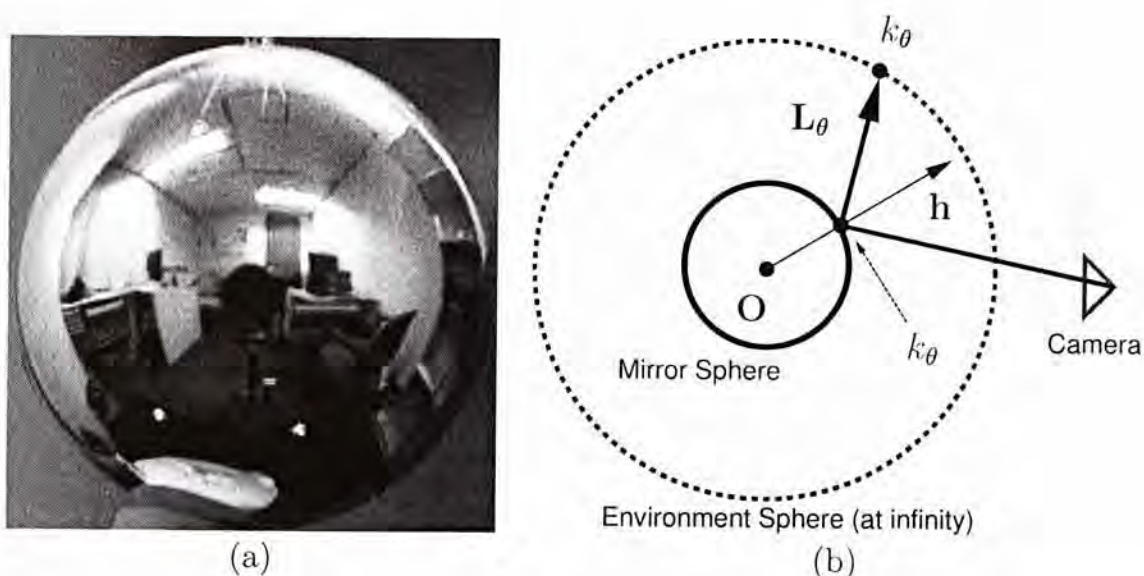 k_θ
L_θ
h
O
k_θ
Mirror Sphere
Camera
Environment Sphere (at infinity)
(a)
(b)